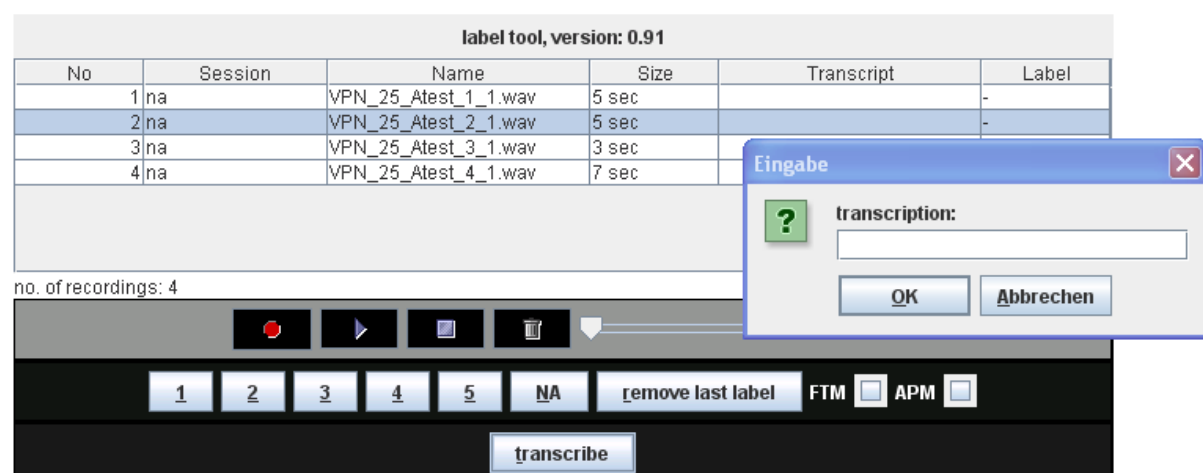 label tool, version: 0.91
No Session Name Size Transcript Label
1 na VPN_25_Atest_1_1.wav 5 sec -
2 na VPN_25_Atest_2_1.wav 5 sec -
3 na VPN_25_Atest_3_1.wav 3 sec
4 na VPN_25_Atest_4_1.wav 7 sec
Eingabe
transcription:
OK Abbrechen
no. of recordings: 4
1 2 3 4 5 NA remove last label FTM APM
transcribe